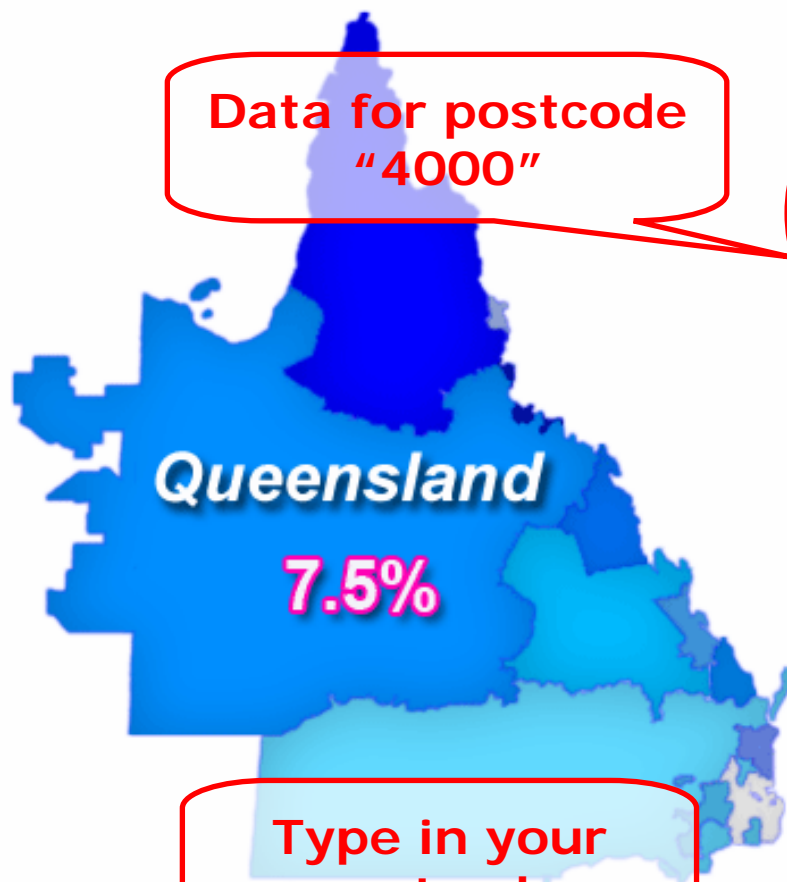 Data for postcode
“4000”
Queensland
7.5%
Type in your